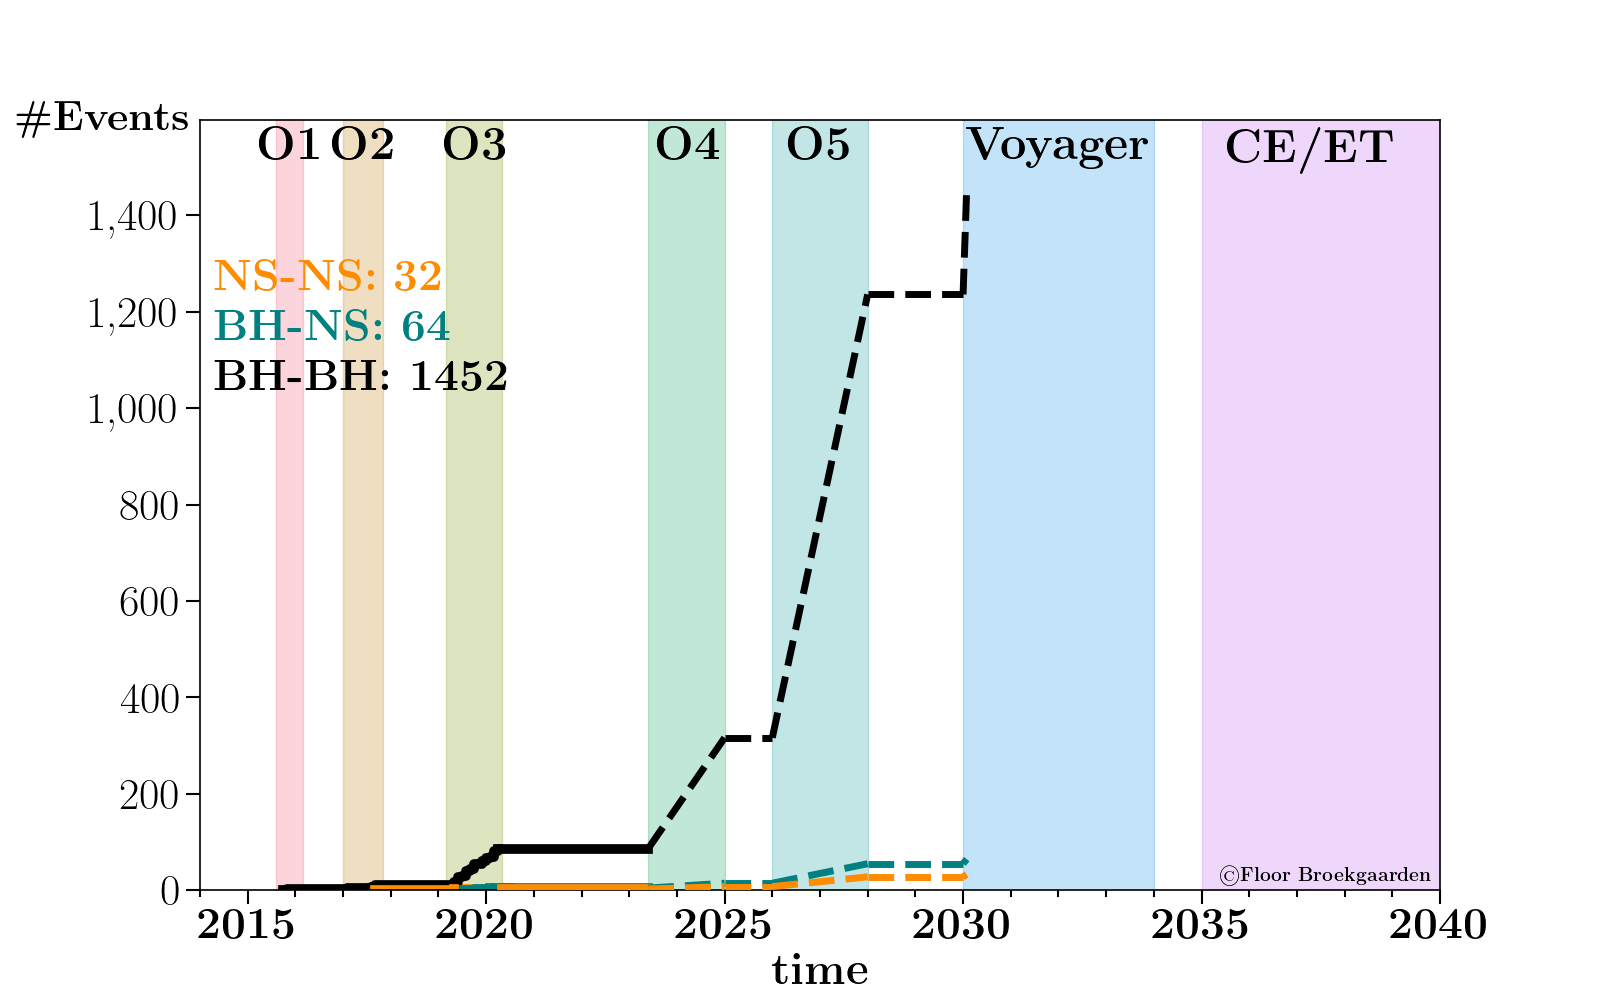 #Events
O1 O2 O3 O4 O5 Voyager CE/ET
1,400
NS-NS: 32
1,200
BH-NS: 64
BH-BH: 1452
1,000
800
600
400
200
0
©Floor Broekgaarden
2015 2020 2025 2030 2035 2040
time